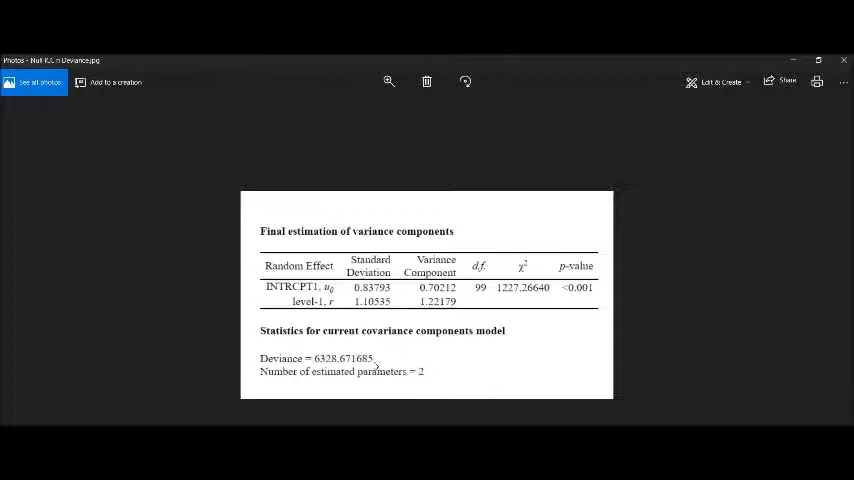 Photos - Null ICC n Deviance.jpg
See all photos
Add to a creation
Edit & Create
Share
Final estimation of variance components
Random Effect Standard Deviation Variance Component d.f. χ2 p-value
INTRCPT1, u0 0.83793 0.70212 99 1227.26640 <0.001
level-1, r 1.10535 1.22179
Statistics for current covariance components model
Deviance = 6328.671685
Number of estimated parameters = 2